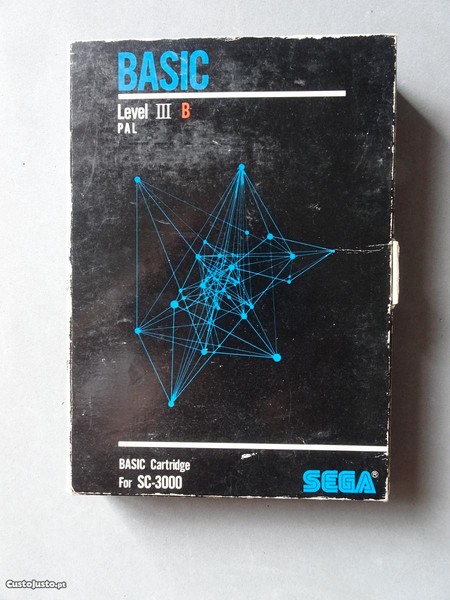 BASIC
Level III B
PAL
BASIC Cartridge
For SC-3000
SEGA®
CustoJusto.pt